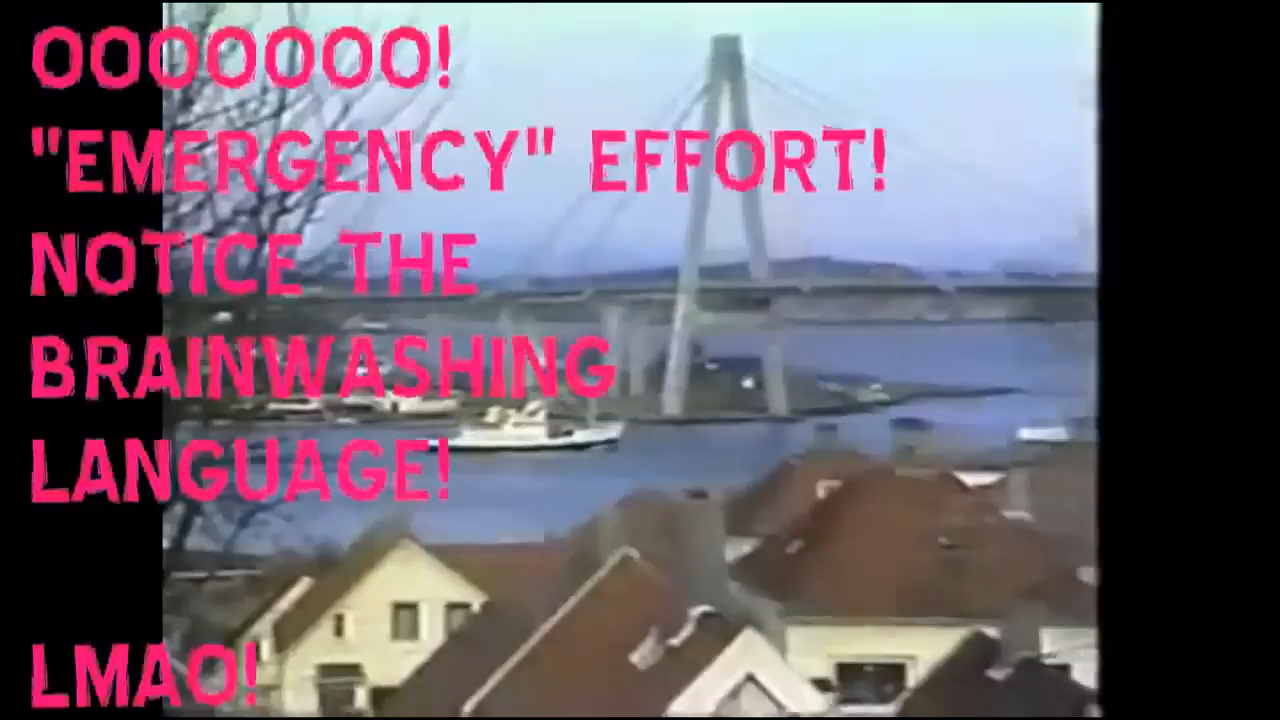 OOOOOOO!
"EMERGENCY" EFFORT!
NOTICE THE
BRAINWASHING
LANGUAGE!
LMAO!